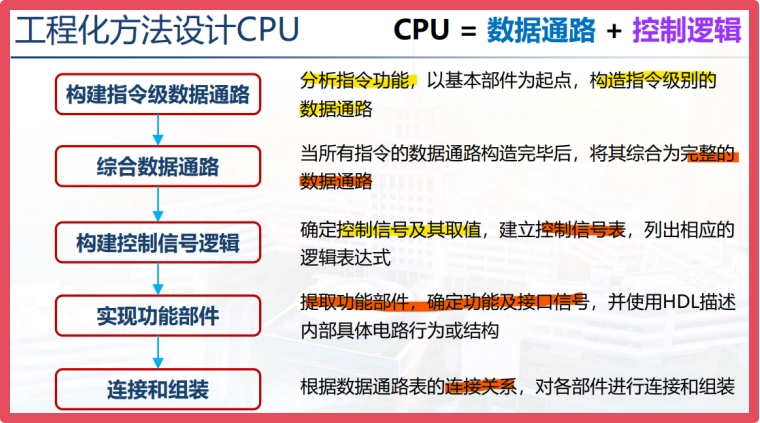 工程化方法设计CPU
CPU = 数据通路 + 控制逻辑
构建指令级数据通路
分析指令功能，以基本部件为起点，构造指令级别的
数据通路
综合数据通路
当所有指令的数据通路构造完毕后，将其综合为完整的
数据通路
构建控制信号逻辑
确定控制信号及其取值，建立控制信号表，列出相应的
逻辑表达式
实现功能部件
提取功能部件，确定功能及接口信号，并使用HDL描述
内部具体电路行为或结构
连接和组装
根据数据通路表的连接关系，对各部件进行连接和组装